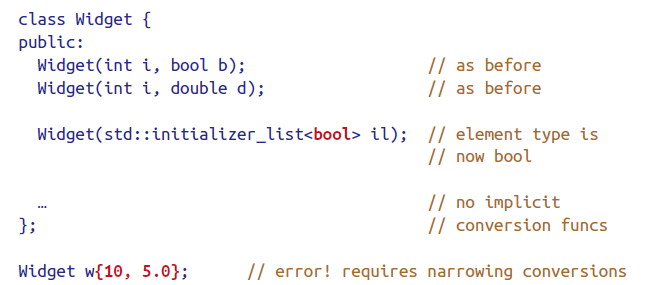 class Widget {
public:
  Widget(int i, bool b);                   // as before
  Widget(int i, double d);                 // as before
  Widget(std::initializer_list<bool> il);  // element type is
                                           // now bool
  …                                        // no implicit
};                                         // conversion funcs
Widget w{10, 5.0};      // error! requires narrowing conversions